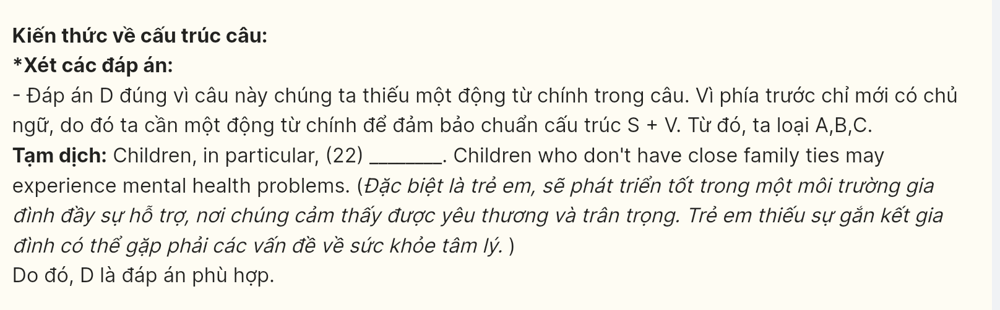 Kiến thức về cấu trúc câu:
*Xét các đáp án:
- Đáp án D đúng vì câu này chúng ta thiếu một động từ chính trong câu. Vì phía trước chỉ mới có chủ
ngữ, do đó ta cần một động từ chính để đảm bảo chuẩn cấu trúc S + V. Từ đó, ta loại A,B,C.
Tạm dịch: Children, in particular, (22) ________. Children who don't have close family ties may
experience mental health problems. (Đặc biệt là trẻ em, sẽ phát triển tốt trong một môi trường gia
đình đầy sự hỗ trợ, nơi chúng cảm thấy được yêu thương và trân trọng. Trẻ em thiếu sự gắn kết gia
đình có thể gặp phải các vấn đề về sức khỏe tâm lý. )
Do đó, D là đáp án phù hợp.